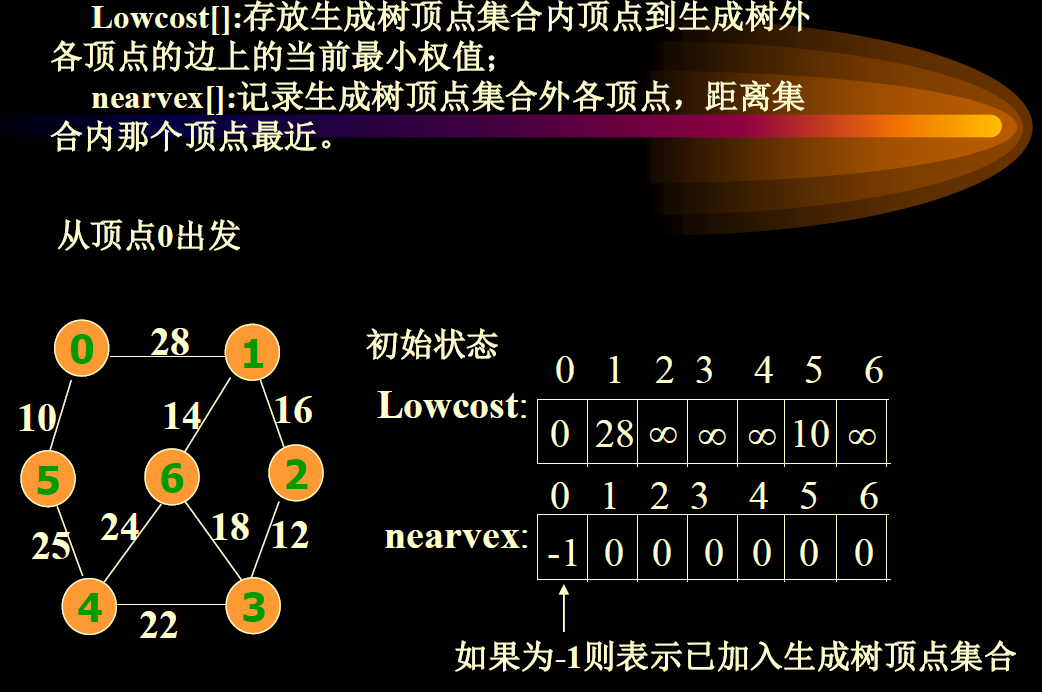 Lowcost[]:存放生成树顶点集合内顶点到生成树外
各顶点的边上的当前最小权值；
nearvex[]:记录生成树顶点集合外各顶点，距离集
合内那个顶点最近。
从顶点0出发
0 28 1
10 14 16
5 6 2
25 24 18 12
4 22 3
初始状态
0 1 2 3 4 5 6
Lowcost: 0 28 ∞ ∞ ∞ 10 ∞
0 1 2 3 4 5 6
nearvex: -1 0 0 0 0 0 0
如果为-1则表示已加入生成树顶点集合